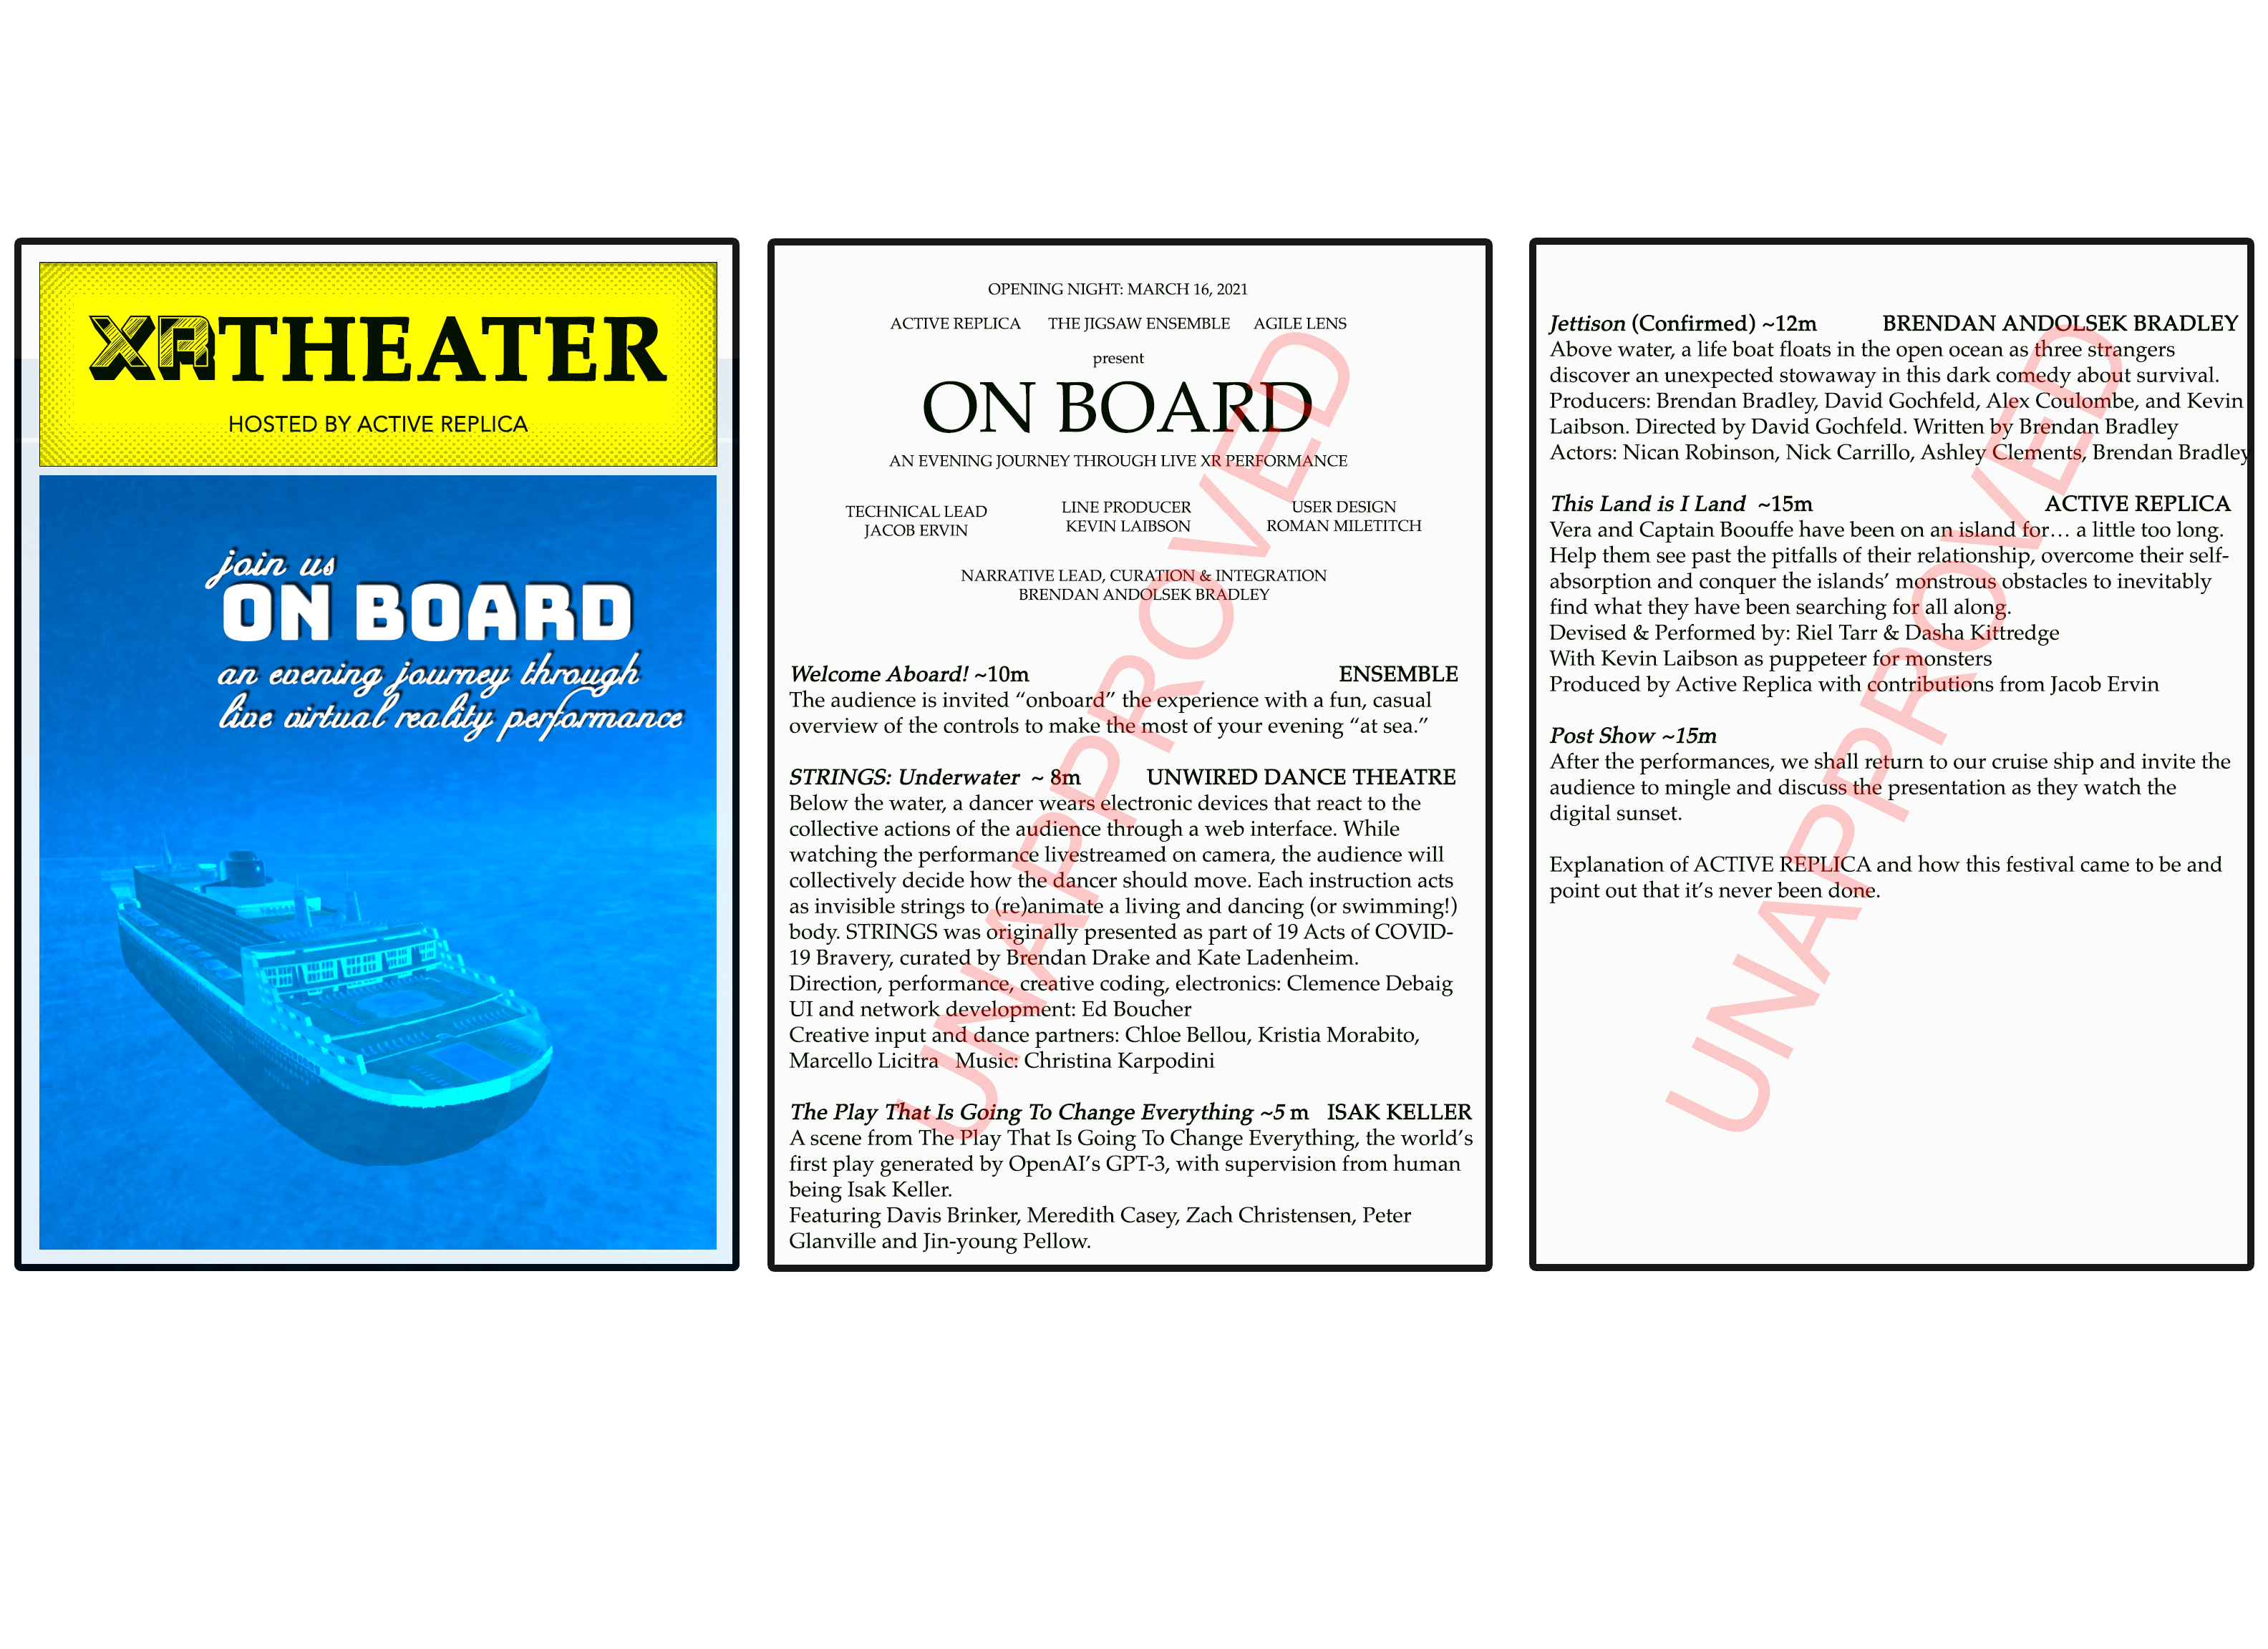 XRTHEATER
HOSTED BY ACTIVE REPLICA
join us
ON BOARD
an evening journey through
live virtual reality performance
OPENING NIGHT: MARCH 16, 2021
ACTIVE REPLICA THE JIGSAW ENSEMBLE AGILE LENS
present
ON BOARD
AN EVENING JOURNEY THROUGH LIVE XR PERFORMANCE
TECHNICAL LEAD
JACOB ERVIN
LINE PRODUCER
KEVIN LAIBSON
USER DESIGN
ROMAN MILETITCH
NARRATIVE LEAD, CURATION & INTEGRATION
BRENDAN ANDOLSEK BRADLEY
Welcome Aboard! ~10m ENSEMBLE
The audience is invited “onboard” the experience with a fun, casual
overview of the controls to make the most of your evening “at sea.”
STRINGS: Underwater ~ 8m UNWIRED DANCE THEATRE
Below the water, a dancer wears electronic devices that react to the
collective actions of the audience through a web interface. While
watching the performance livestreamed on camera, the audience will
collectively decide how the dancer should move. Each instruction acts
as invisible strings to (re)animate a living and dancing (or swimming!)
body. STRINGS was originally presented as part of 19 Acts of COVID-
19 Bravery, curated by Brendan Drake and Kate Ladenheim.
Direction, performance, creative coding, electronics: Clemence Debaig
UI and network development: Ed Boucher
Creative input and dance partners: Chloe Bellou, Kristia Morabito,
Marcello Licitra Music: Christina Karpodini
The Play That Is Going To Change Everything ~5 m ISAK KELLER
A scene from The Play That Is Going To Change Everything, the world’s
first play generated by OpenAI’s GPT-3, with supervision from human
being Isak Keller.
Featuring Davis Brinker, Meredith Casey, Zach Christensen, Peter
Glanville and Jin-young Pellow.
UNAPPROVED
Jettison (Confirmed) ~12m BRENDAN ANDOLSEK BRADLEY
Above water, a life boat floats in the open ocean as three strangers
discover an unexpected stowaway in this dark comedy about survival.
Producers: Brendan Bradley, David Gochfeld, Alex Coulombe, and Kevin
Laibson. Directed by David Gochfeld. Written by Brendan Bradley
Actors: Nican Robinson, Nick Carrillo, Ashley Clements, Brendan Bradley
This Land is I Land ~15m ACTIVE REPLICA
Vera and Captain Boouffe have been on an island for… a little too long.
Help them see past the pitfalls of their relationship, overcome their self-
absorption and conquer the islands’ monstrous obstacles to inevitably
find what they have been searching for all along.
Devised & Performed by: Riel Tarr & Dasha Kittredge
With Kevin Laibson as puppeteer for monsters
Produced by Active Replica with contributions from Jacob Ervin
Post Show ~15m
After the performances, we shall return to our cruise ship and invite the
audience to mingle and discuss the presentation as they watch the
digital sunset.
Explanation of ACTIVE REPLICA and how this festival came to be and
point out that it’s never been done.
UNAPPROVED